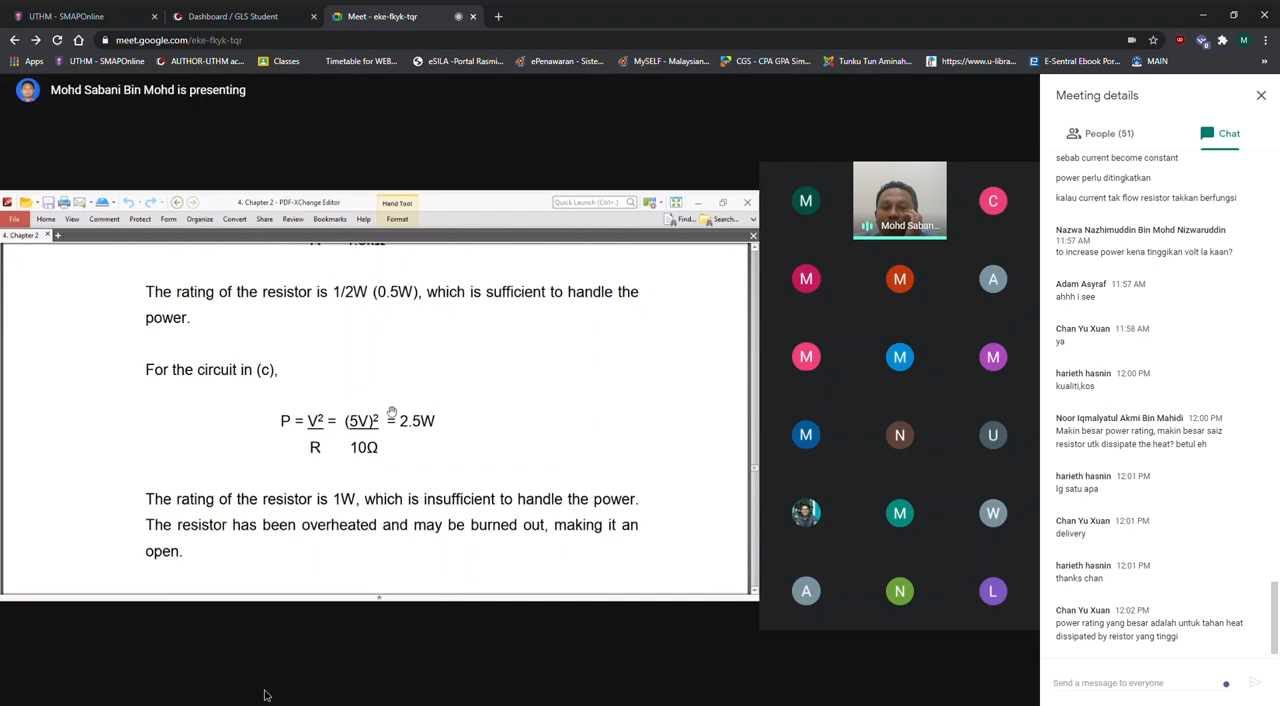 UTHM - SMAPOnline
Dashboard / GLS Student
Meet - eke-fkyk-tqr
meet.google.com/eke-fkyk-tqr
M
Apps
UTHM - SMAPOnline
AUTHOR-UTHM ac...
Classes
Timetable for WEB...
eSILA -Portal Rasmi...
ePenawaran - Siste...
MySELF - Malaysian...
CGS - CPA GPA Sim...
Tunku Tun Aminah...
https://www.u-libra...
E-Sentral Ebook Por...
MAIN
Mohd Sabani Bin Mohd is presenting
4. Chapter 2 - PDF-XChange Editor
Hand Tool
Quick Launch (Ctrl+.)
File Home View Comment Protect Form Organize Convert Share Review Bookmarks Help Format
Find...
Search...
4. Chapter 2
The rating of the resistor is 1/2W (0.5W), which is sufficient to handle the
power.
For the circuit in (c),
P = V² = (5V)² = 2.5W
R 10Ω
The rating of the resistor is 1W, which is insufficient to handle the power.
The resistor has been overheated and may be burned out, making it an
open.
M
Mohd Saban...
C
M
M
A
M
M
M
M
N
U
M
W
A
N
L
Meeting details
People (51)
Chat
sebab current become constant
power perlu ditingkatkan
kalau current tak flow resistor takkan berfungsi
Nazwa Nazhimuddin Bin Mohd Nizwaruddin
11:57 AM
to increase power kena tinggikan volt la kaan?
Adam Asyraf 11:57 AM
ahhh i see
Chan Yu Xuan 11:58 AM
ya
harieth hasnin 12:00 PM
kualiti,kos
Noor Iqmalyatul Akmi Bin Mahidi 12:00 PM
Makin besar power rating, makin besar saiz
resistor utk dissipate the heat? betul eh
harieth hasnin 12:01 PM
lg satu apa
Chan Yu Xuan 12:01 PM
delivery
harieth hasnin 12:01 PM
thanks chan
Chan Yu Xuan 12:02 PM
power rating yang besar adalah untuk tahan heat
dissipated by reistor yang tinggi
Send a message to everyone